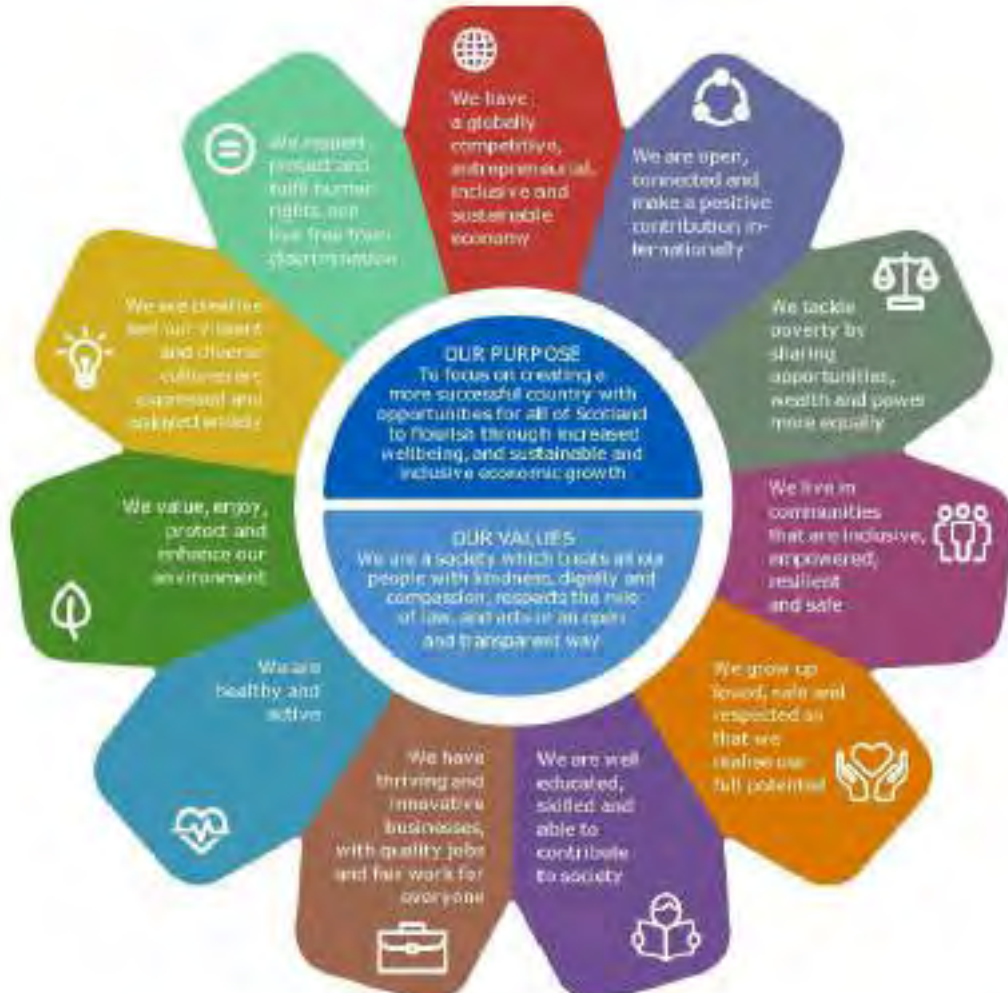 We have
a globally
competitive,
entrepreneurial,
inclusive and
sustainable
economy
We are open,
connected and
make a positive
contribution in-
ternationally
We tackle
poverty by
sharing
opportunities,
wealth and power
more equally
We live in
communities
that are inclusive,
empowered,
resilient
and safe
We grow up
loved, safe and
respected so
that we
realise our
full potential
We are well
educated,
skilled and
able to
contribute
to society
We have
thriving and
innovative
businesses,
with quality jobs
and fair work for
everyone
We are
healthy and
active
We value, enjoy,
protect and
enhance our
environment
We are creative
and our vibrant
and diverse
cultures are
expressed and
enjoyed widely
We respect,
protect and
fulfil human
rights, and
live free from
discrimination
OUR PURPOSE
To focus on creating a
more successful country with
opportunities for all of Scotland
to flourish through increased
wellbeing, and sustainable and
inclusive economic growth
OUR VALUES
We are a society which treats all our
people with kindness, dignity and
compassion, respects the rule
of law, and acts in an open
and transparent way